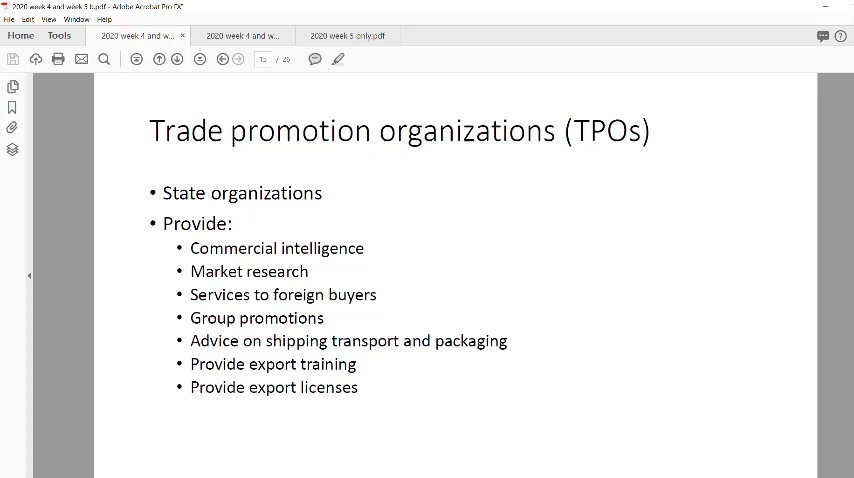 2020 week 4 and week 5 b.pdf - Adobe Acrobat Pro DC
File Edit View Window Help
Home Tools 2020 week 4 and w... × 2020 week 4 and w... 2020 week 5 only.pdf
15 / 26
Trade promotion organizations (TPOs)
• State organizations
• Provide:
• Commercial intelligence
• Market research
• Services to foreign buyers
• Group promotions
• Advice on shipping transport and packaging
• Provide export training
• Provide export licenses